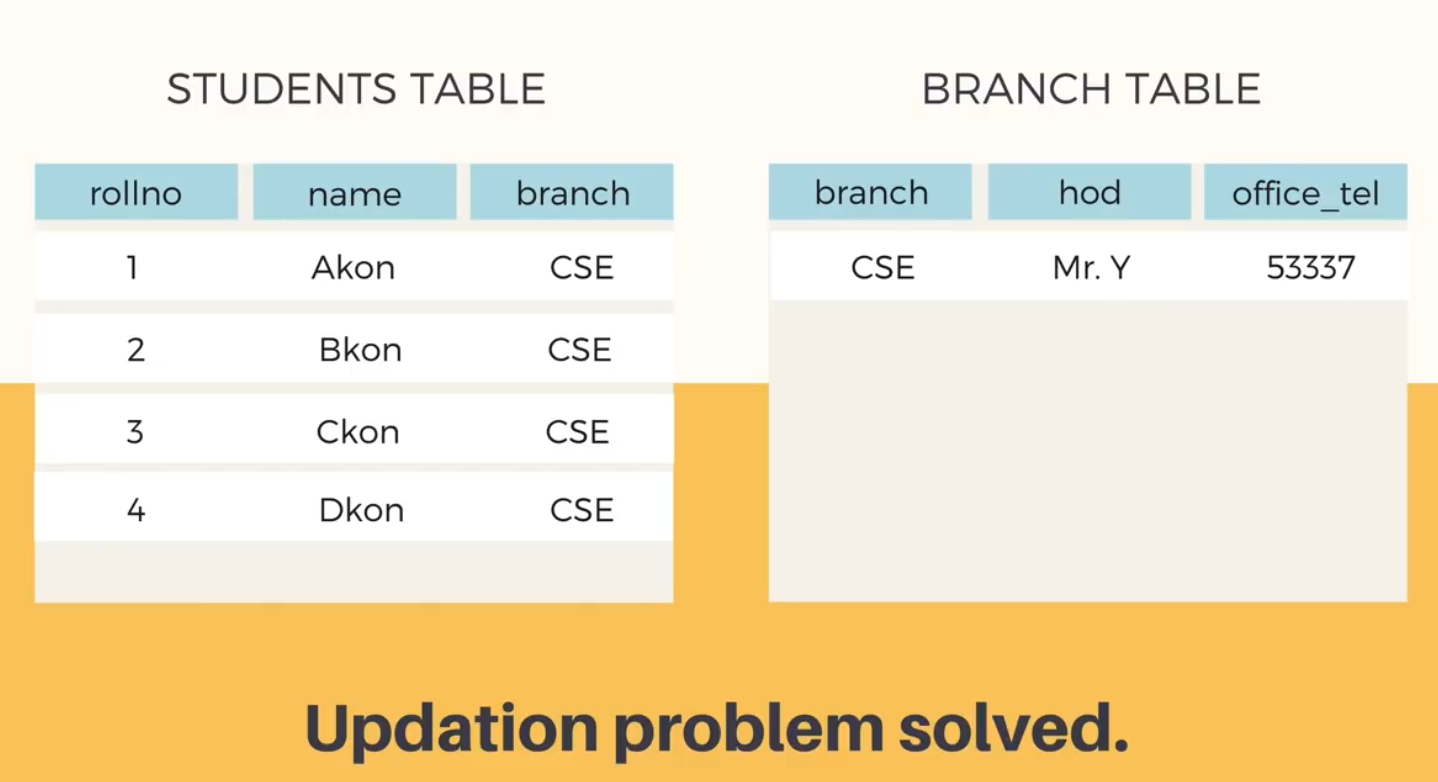 STUDENTS TABLE
rollno name branch
1 Akon CSE
2 Bkon CSE
3 Ckon CSE
4 Dkon CSE
BRANCH TABLE
branch hod office_tel
CSE Mr. Y 53337
Updation problem solved.